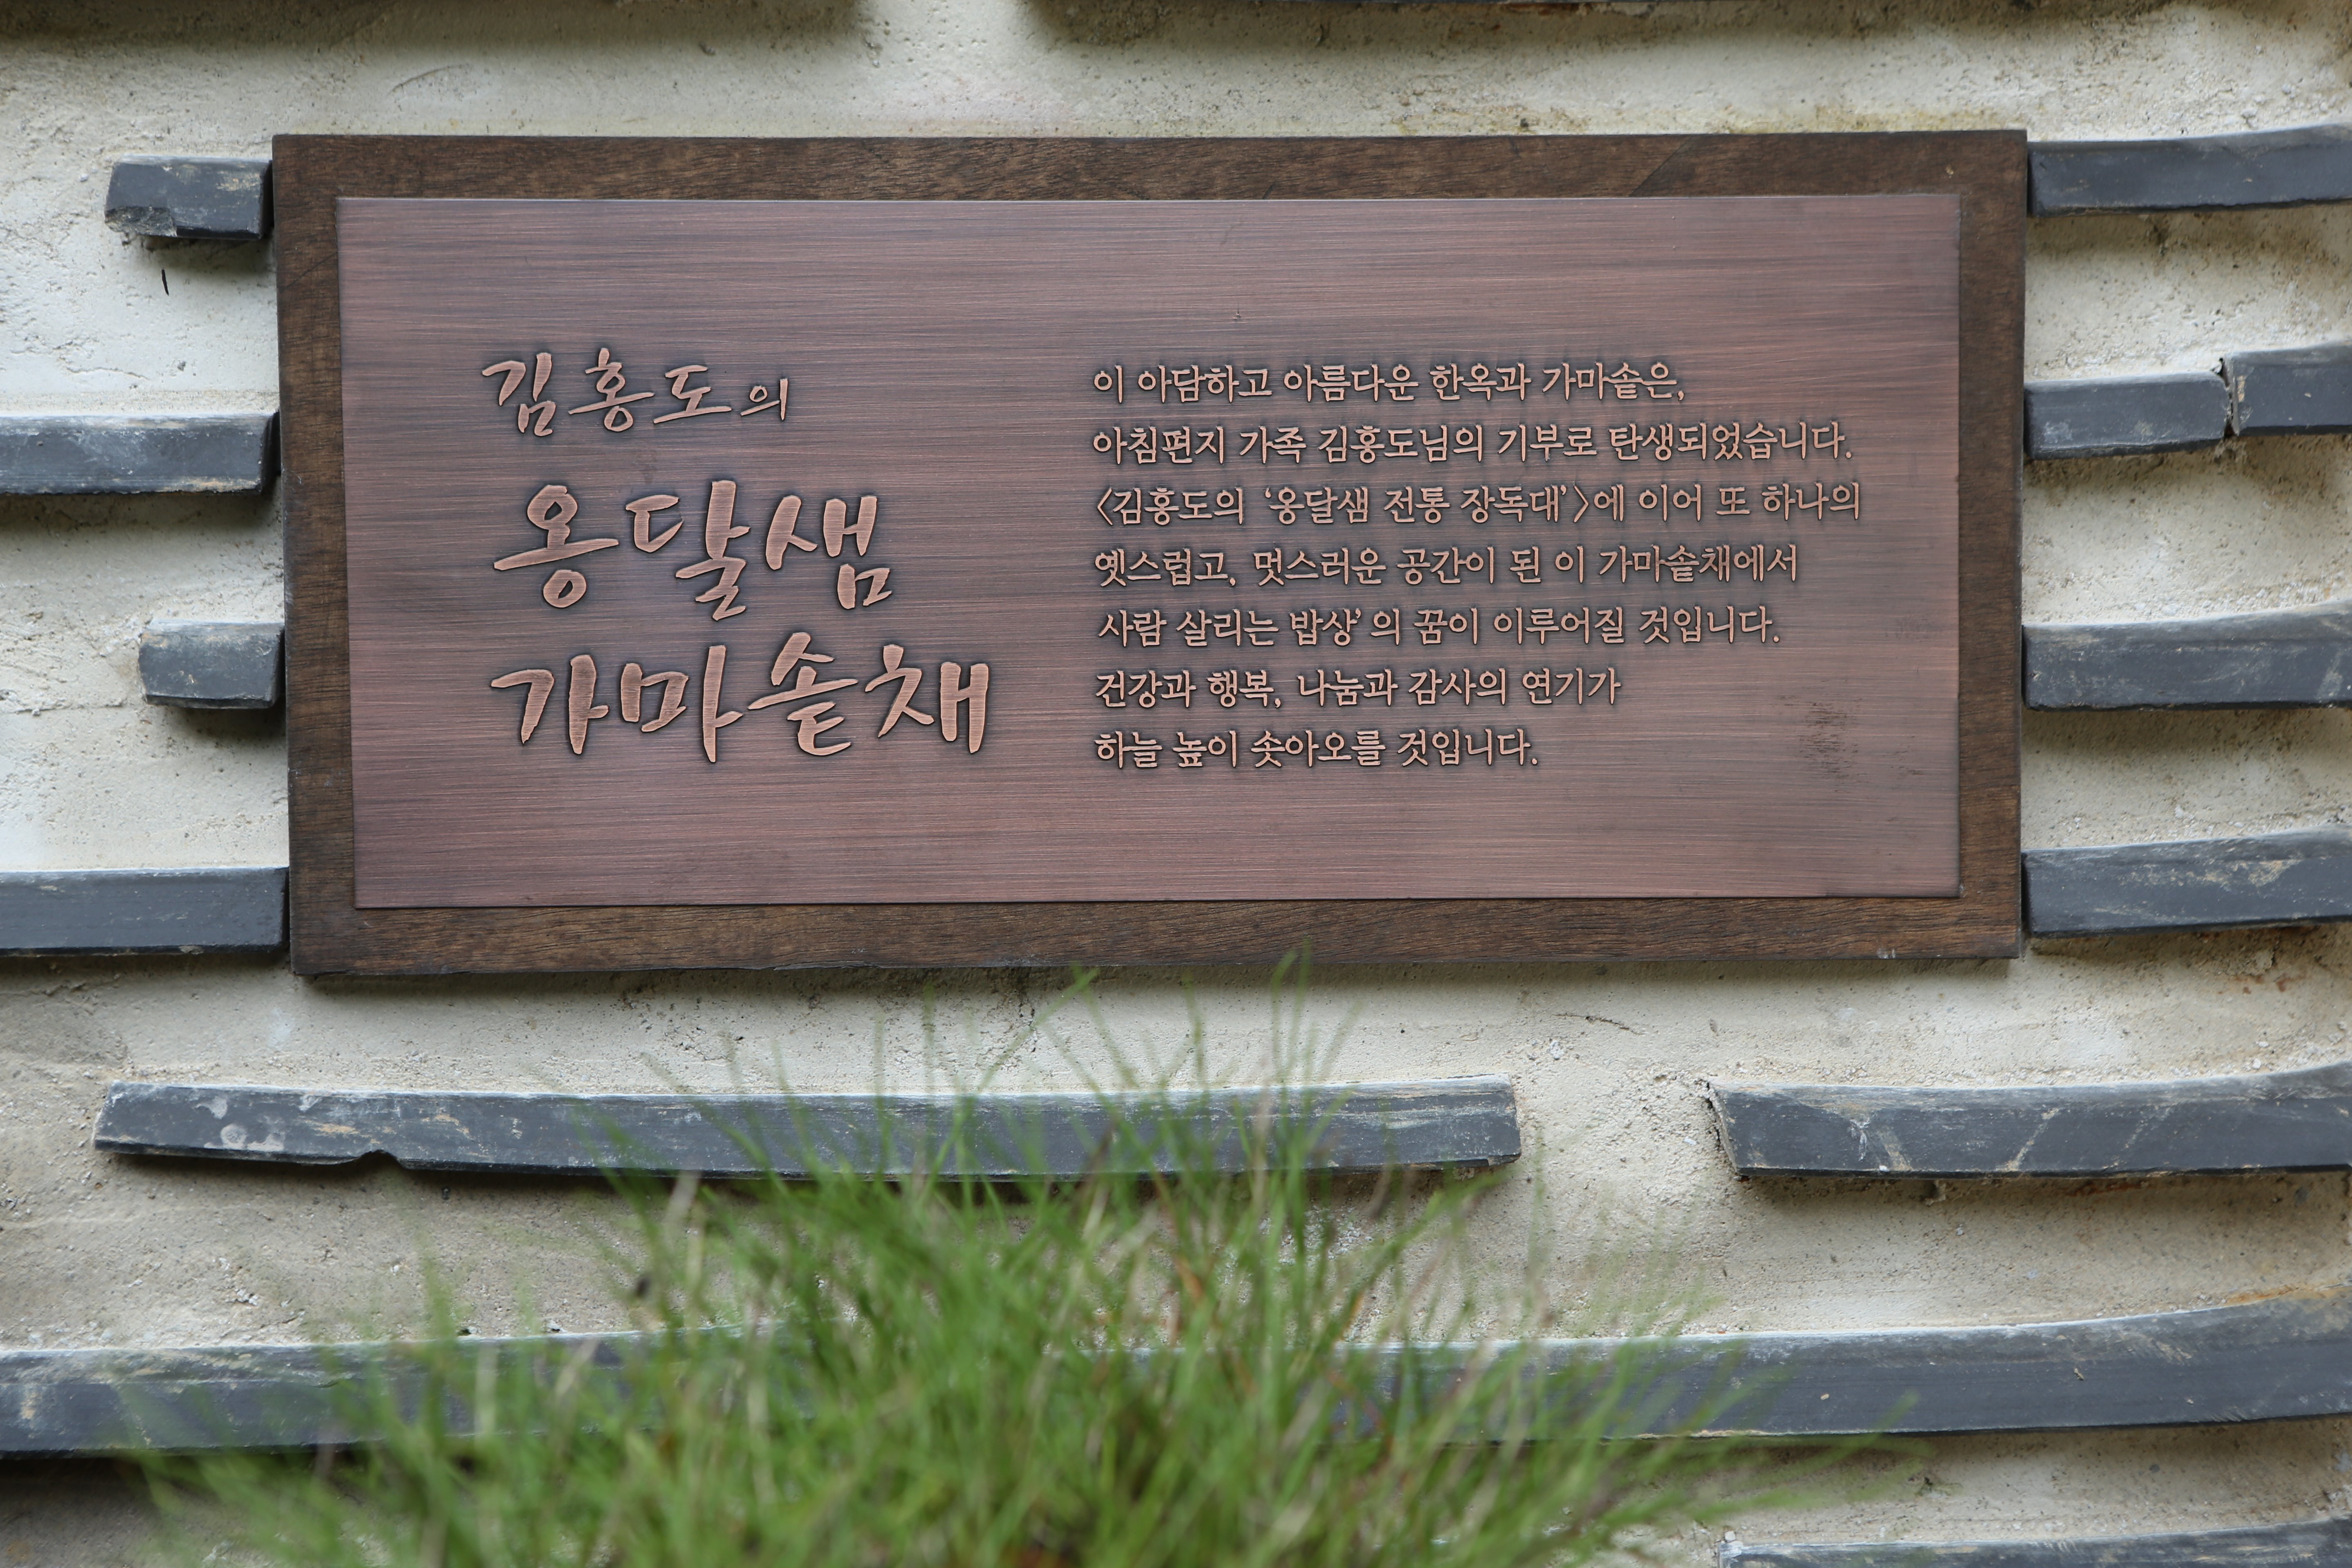 김홍도의
옹달샘
가마솥채
이 아담하고 아름다운 한옥과 가마솥은,
아침편지 가족 김홍도님의 기부로 탄생되었습니다.
<김홍도의 ‘옹달샘 전통 장독대’>에 이어 또 하나의
옛스럽고, 멋스러운 공간이 된 이 가마솥채에서
사람 살리는 밥상’의 꿈이 이루어질 것입니다.
건강과 행복, 나눔과 감사의 연기가
하늘 높이 솟아오를 것입니다.